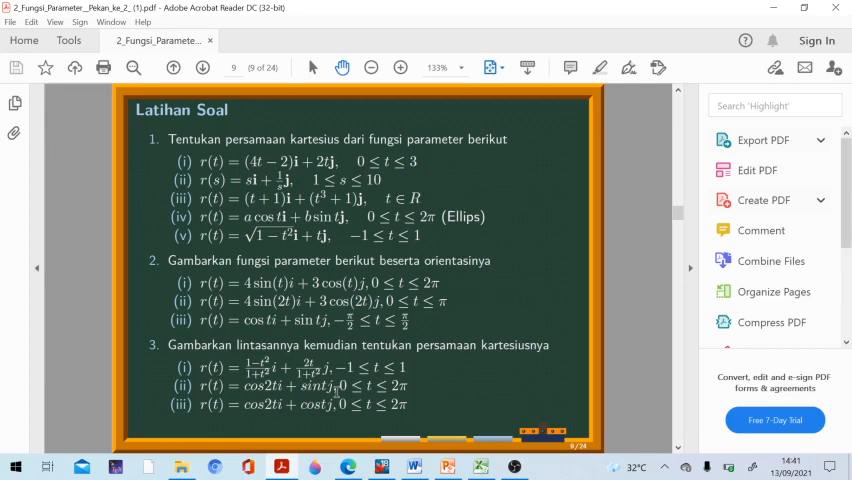 2_Fungsi_Parameter__Pekan_ke_2_ (1).pdf - Adobe Acrobat Reader DC (32-bit)
File Edit View Sign Window Help
Home Tools 2_Fungsi_Paramete... × Sign In
9 (9 of 24) 133%
Latihan Soal
1. Tentukan persamaan kartesius dari fungsi parameter berikut
(i) r(t) = (4t − 2)i + 2tj, 0 ≤ t ≤ 3
(ii) r(s) = si + 1/s j, 1 ≤ s ≤ 10
(iii) r(t) = (t + 1)i + (t³ + 1)j, t ∈ R
(iv) r(t) = a cos ti + b sin tj, 0 ≤ t ≤ 2π (Ellips)
(v) r(t) = √(1 − t²)i + tj, −1 ≤ t ≤ 1
2. Gambarkan fungsi parameter berikut beserta orientasinya
(i) r(t) = 4 sin(t)i + 3 cos(t)j, 0 ≤ t ≤ 2π
(ii) r(t) = 4 sin(2t)i + 3 cos(2t)j, 0 ≤ t ≤ π
(iii) r(t) = cos ti + sin tj, −π/2 ≤ t ≤ π/2
3. Gambarkan lintasannya kemudian tentukan persamaan kartesiusnya
(i) r(t) = (1−t²)/(1+t²) i + 2t/(1+t²) j, −1 ≤ t ≤ 1
(ii) r(t) = cos2ti + sintj, 0 ≤ t ≤ 2π
(iii) r(t) = cos2ti + costj, 0 ≤ t ≤ 2π
9/24
Search 'Highlight'
Export PDF
Edit PDF
Create PDF
Comment
Combine Files
Organize Pages
Compress PDF
Convert, edit and e-sign PDF
forms & agreements
Free 7-Day Trial
32°C
14:41
13/09/2021